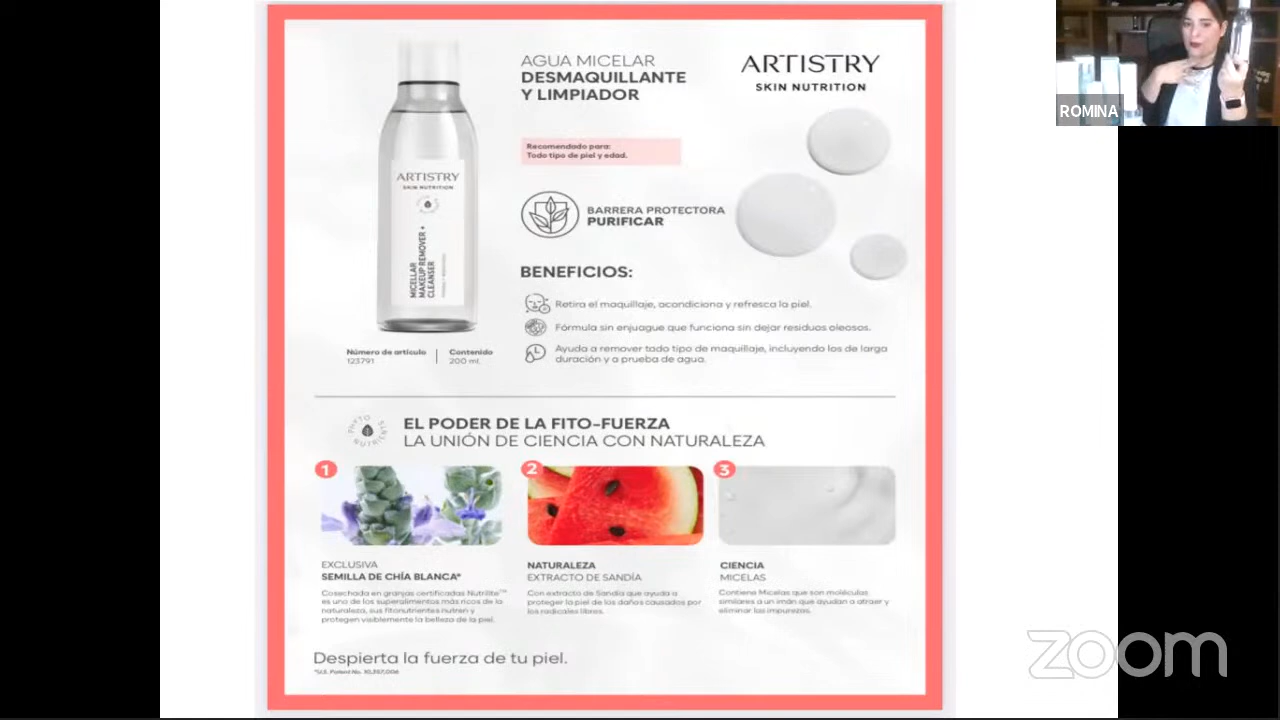 AGUA MICELAR
DESMAQUILLANTE
Y LIMPIADOR
ARTISTRY
SKIN NUTRITION
ROMINA
Recomendado para:
Todo tipo de piel y edad.
BARRERA PROTECTORA
PURIFICAR
ARTISTRY
SKIN NUTRITION
MICELLAR
MAKEUP REMOVER +
CLEANSER
BENEFICIOS:
Retira el maquillaje, acondiciona y refresca la piel.
Fórmula sin enjuague que funciona sin dejar residuos oleosos.
Ayuda a remover todo tipo de maquillaje, incluyendo los de larga
duración y a prueba de agua.
Número de artículo
123791
Contenido
200 ml.
PHYTO NUTRIENTS
EL PODER DE LA FITO-FUERZA
LA UNIÓN DE CIENCIA CON NATURALEZA
1
2
3
EXCLUSIVA
SEMILLA DE CHÍA BLANCA*
Cosechada en granjas certificadas Nutrilite™
es uno de los superalimentos más ricos de la
naturaleza, sus fitonutrientes nutren y
protegen visiblemente la belleza de la piel.
NATURALEZA
EXTRACTO DE SANDÍA
Con extracto de Sandía que ayuda a
proteger la piel de los daños causados por
los radicales libres.
CIENCIA
MICELAS
Contiene Micelas que son moléculas
similares a un imán que ayudan a atraer y
eliminar las impurezas.
Despierta la fuerza de tu piel.
*U.S. Patent No. 10,357,006
zoom